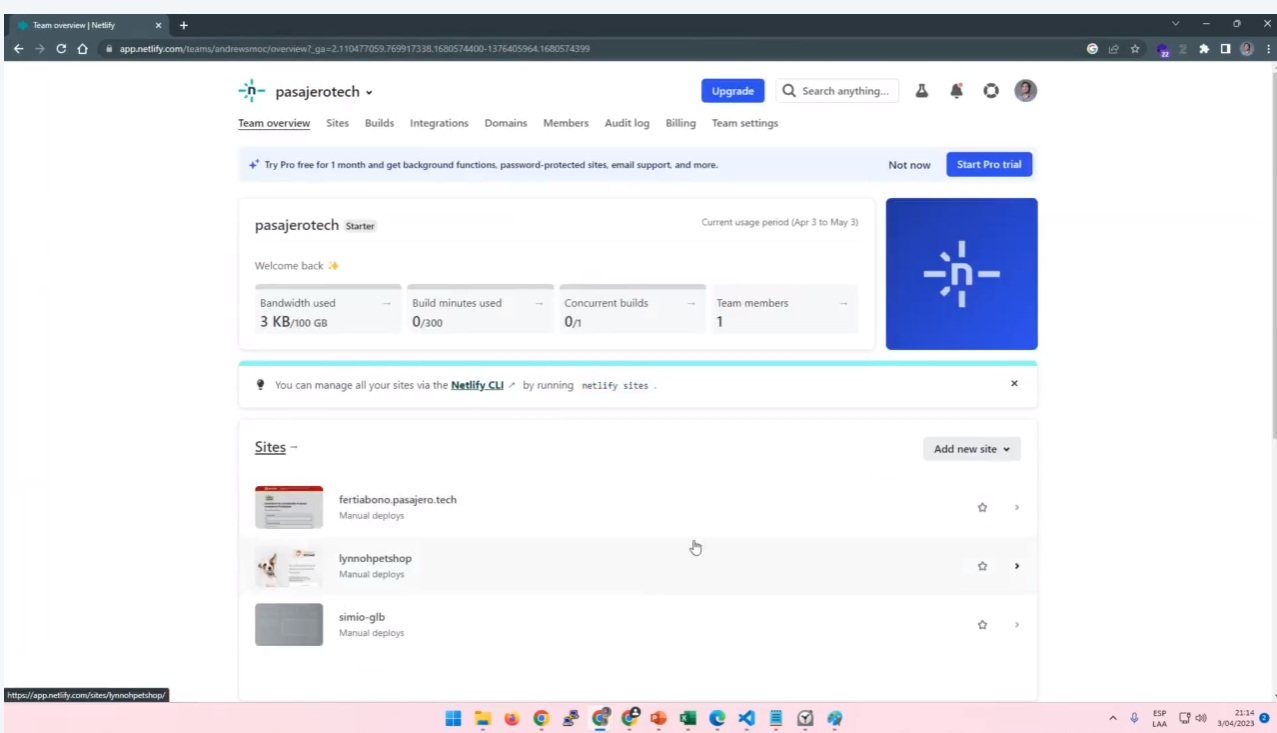 Team overview | Netlify
app.netlify.com/teams/andrewsmoc/overview?_ga=2.110477059.769917338.1680574400-1376405964.1680574399
22
pasajerotech
Upgrade
Search anything...
Team overview Sites Builds Integrations Domains Members Audit log Billing Team settings
Try Pro free for 1 month and get background functions, password-protected sites, email support, and more.
Not now
Start Pro trial
pasajerotech Starter
Current usage period (Apr 3 to May 3)
Welcome back ✨
Bandwidth used →
3 KB/100 GB
Build minutes used →
0/300
Concurrent builds →
0/1
Team members →
1
You can manage all your sites via the Netlify CLI ↗ by running netlify sites .
Sites →
Add new site
fertiabono.pasajero.tech
Manual deploys
lynnohpetshop
Manual deploys
simio-glb
Manual deploys
https://app.netlify.com/sites/lynnohpetshop/
ESP
LAA
21:14
3/04/2023
2